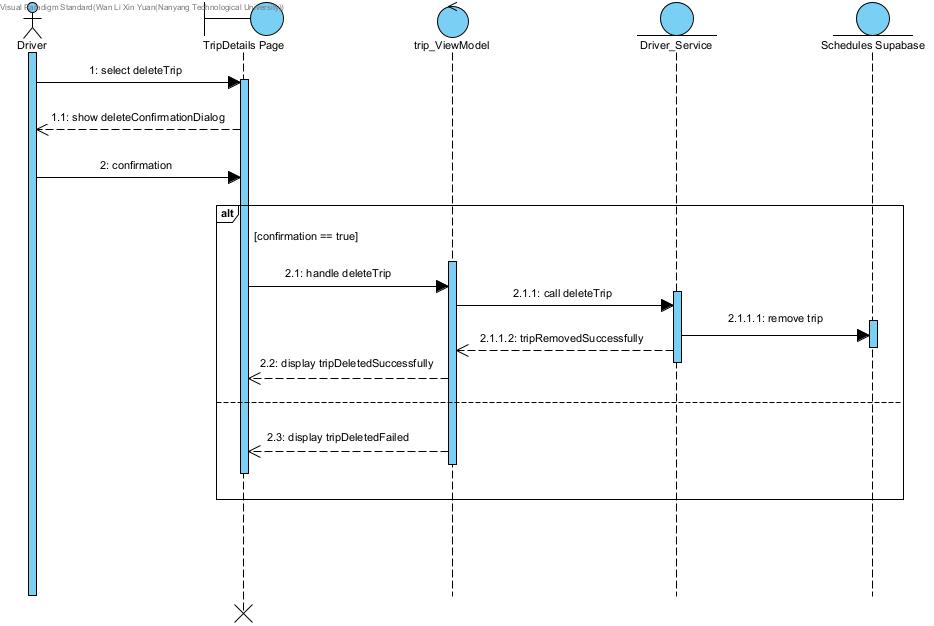 Visual Paradigm Standard(Wan Li Xin Yuan(Nanyang Technological University))
Driver
TripDetails Page
trip_ViewModel
Driver_Service
Schedules Supabase
1: select deleteTrip
1.1: show deleteConfirmationDialog
2: confirmation
alt
[confirmation == true]
2.1: handle deleteTrip
2.1.1: call deleteTrip
2.1.1.1: remove trip
2.1.1.2: tripRemovedSuccessfully
2.2: display tripDeletedSuccessfully
2.3: display tripDeletedFailed